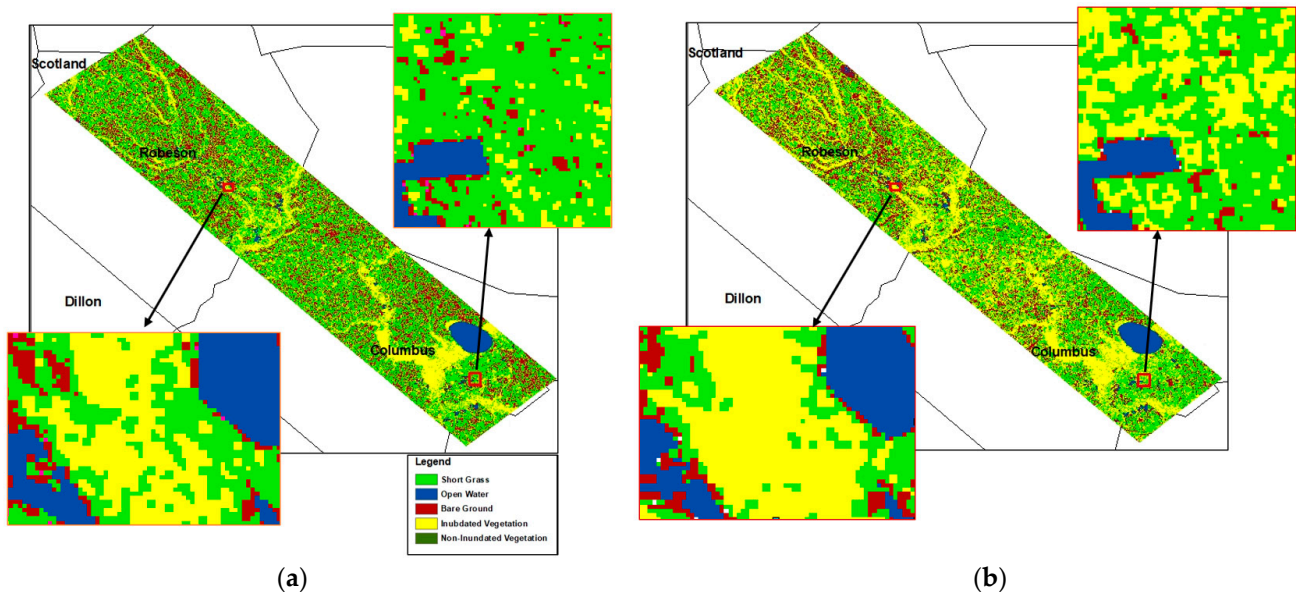 Scotland
Robeson
Dillon
Columbus
Legend
Short Grass
Open Water
Bare Ground
Inubdated Vegetation
Non-Inundated Vegetation
(a)
Scotland
Robeson
Dillon
Columbus
(b)